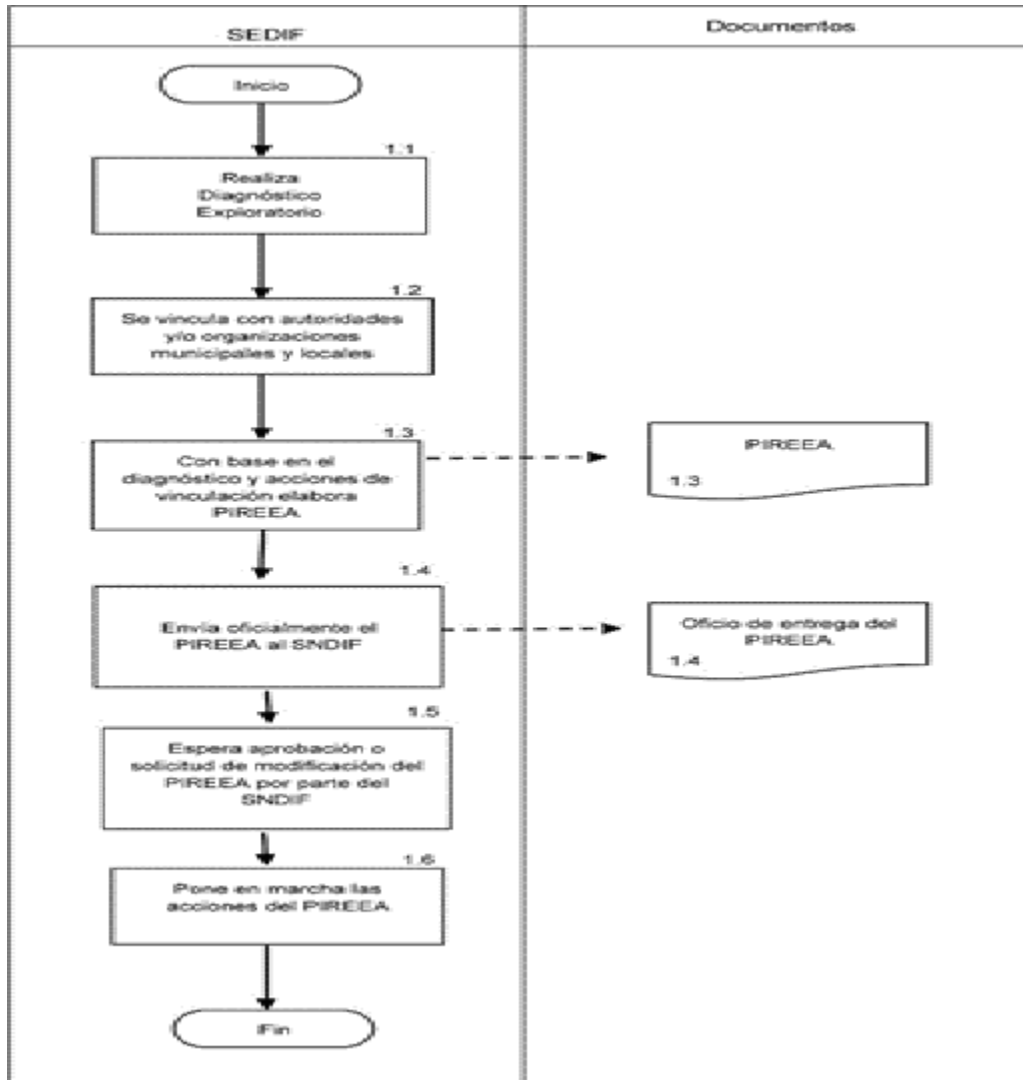 SEDIF
Documentos
Inicio
1.1
Realiza
Diagnóstico
Exploratorio
1.2
Se vincula con autoridades
y/o organizaciones
municipales y locales
1.3
Con base en el
diagnóstico y acciones de
vinculación elabora
PIREEA
PIREEA
1.3
1.4
Envía oficialmente el
PIREEA al SNDIF
Oficio de entrega del
PIREEA
1.4
1.5
Espera aprobación o
solicitud de modificación del
PIREEA por parte del
SNDIF
1.6
Pone en marcha las
acciones del PIREEA
Fin